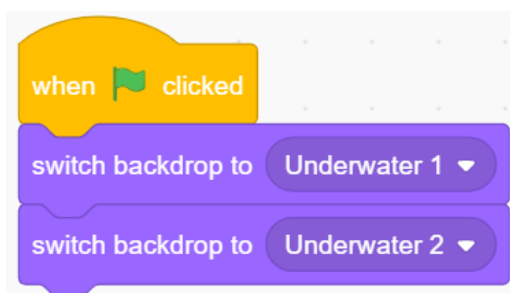 when clicked
switch backdrop to Underwater 1
switch backdrop to Underwater 2